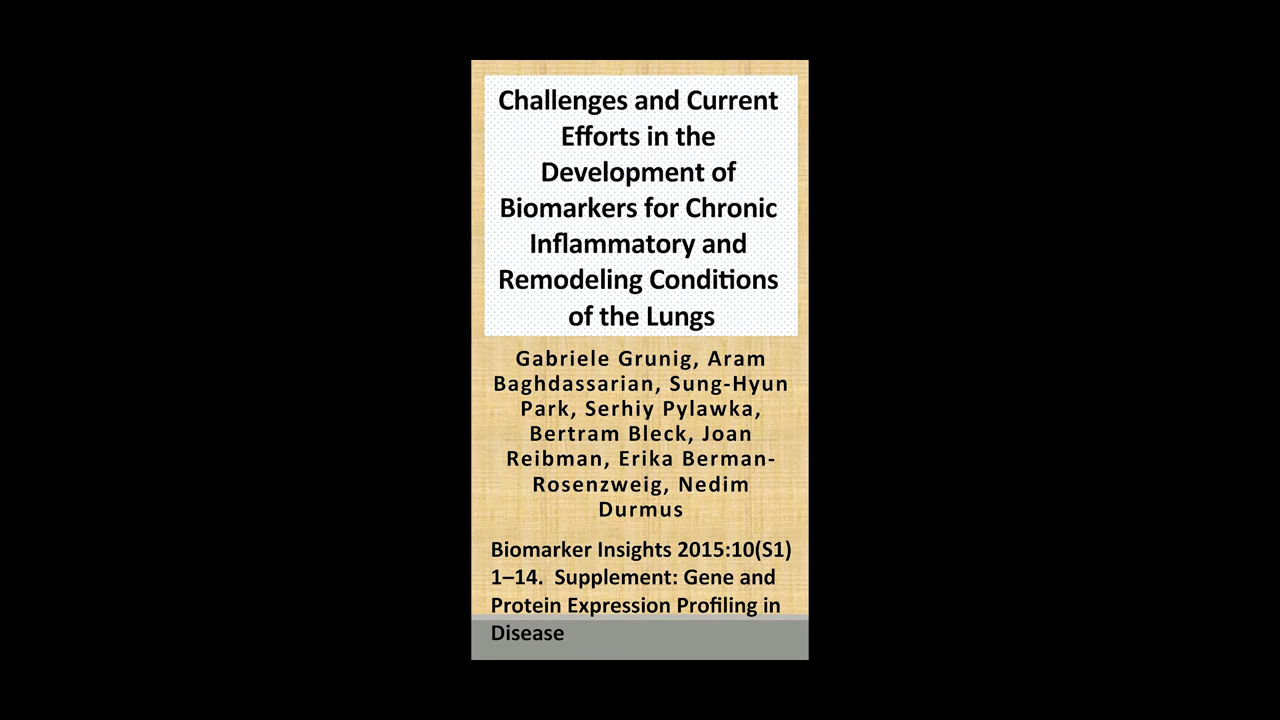 Challenges and Current
Efforts in the
Development of
Biomarkers for Chronic
Inflammatory and
Remodeling Conditions
of the Lungs
Gabriele Grunig, Aram
Baghdassarian, Sung-Hyun
Park, Serhiy Pylawka,
Bertram Bleck, Joan
Reibman, Erika Berman-
Rosenzweig, Nedim
Durmus
Biomarker Insights 2015:10(S1)
1–14.  Supplement: Gene and
Protein Expression Profiling in
Disease